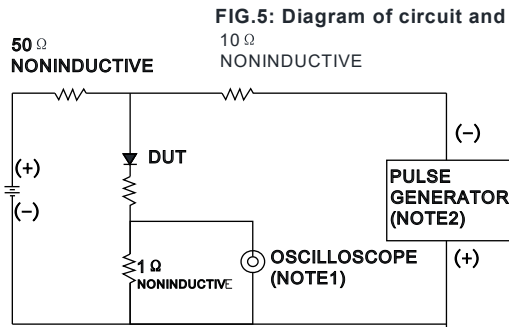 FIG.5: Diagram of circuit and
50 Ω
NONINDUCTIVE
10 Ω
NONINDUCTIVE
(+)
(-)
DUT
1 Ω
NONINDUCTIVE
OSCILLOSCOPE
(NOTE1)
(-)
PULSE
GENERATOR
(NOTE2)
(+)